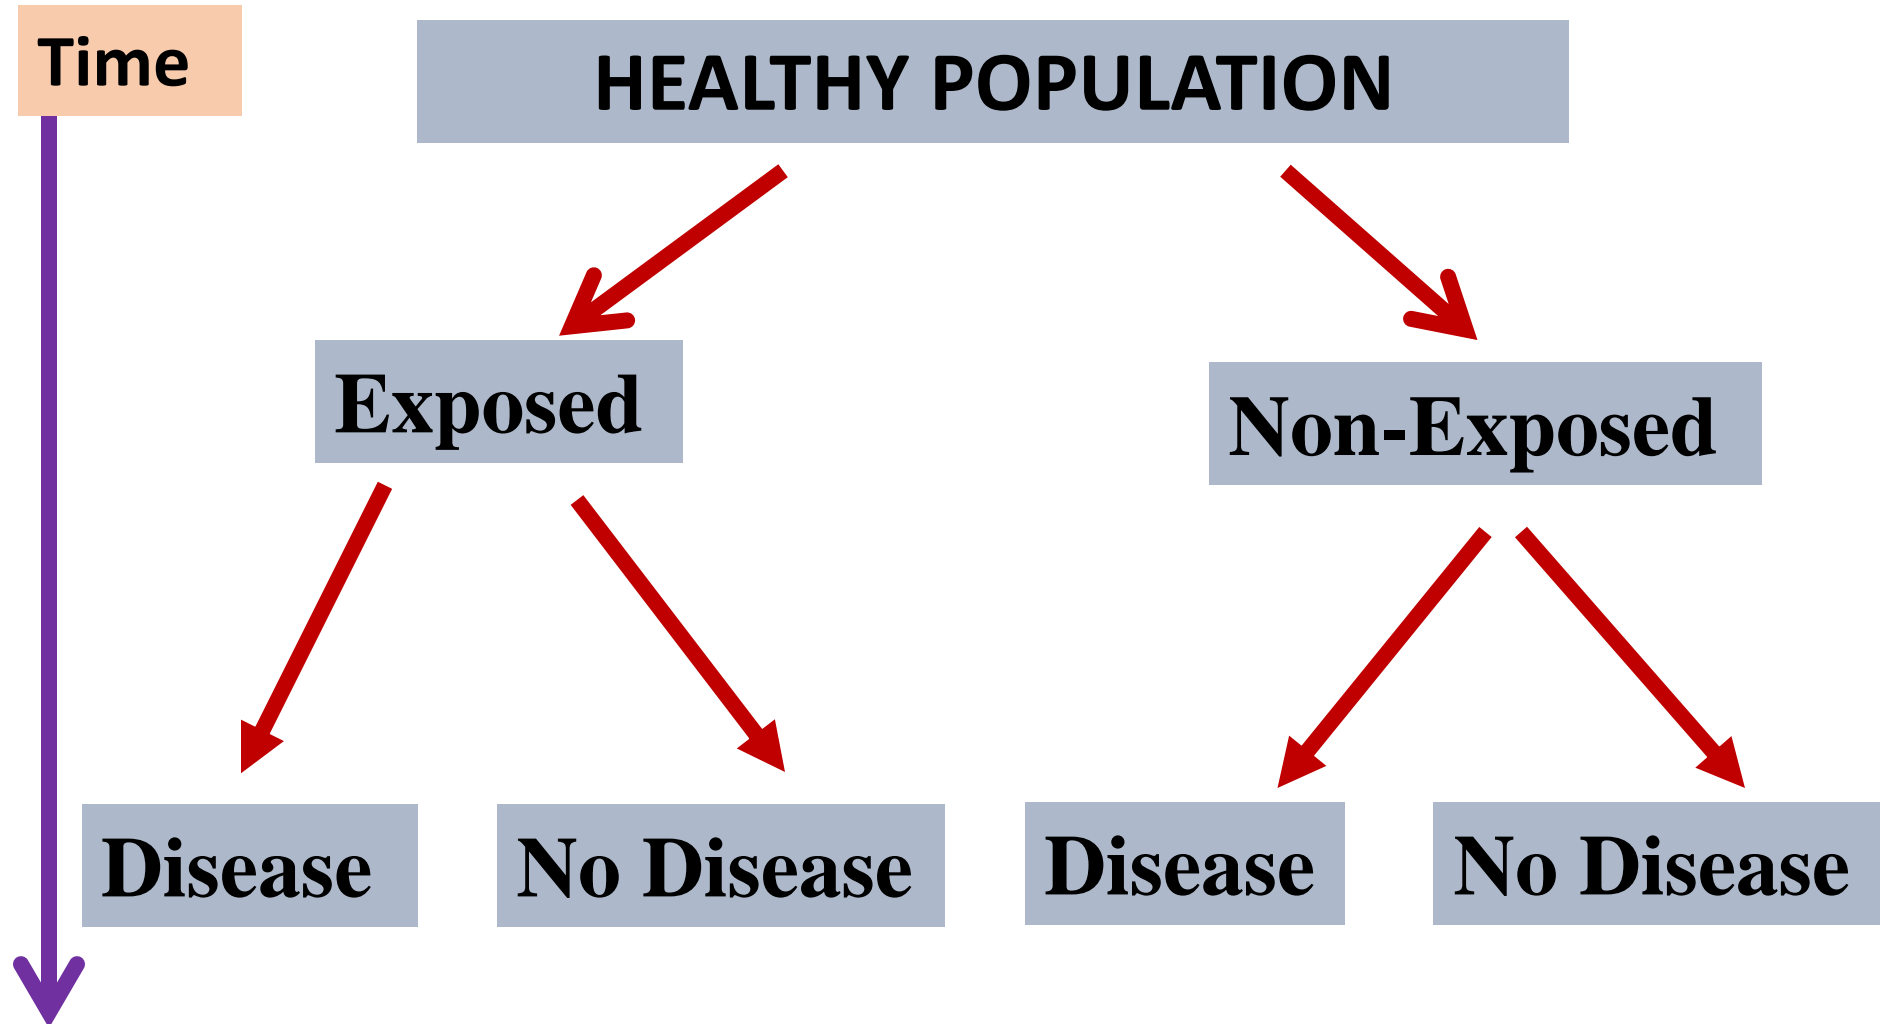 Time
HEALTHY POPULATION
Exposed
Non-Exposed
Disease
No Disease
Disease
No Disease